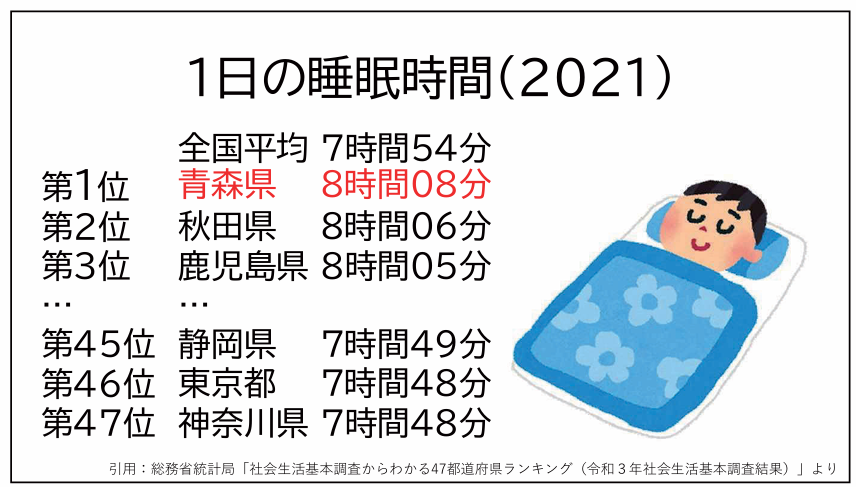 1日の睡眠時間(2021)
全国平均 7時間54分
第1位 青森県 8時間08分
第2位 秋田県 8時間06分
第3位 鹿児島県 8時間05分
… …
第45位 静岡県 7時間49分
第46位 東京都 7時間48分
第47位 神奈川県 7時間48分
引用:総務省統計局「社会生活基本調査からわかる47都道府県ランキング(令和３年社会生活基本調査結果)」より